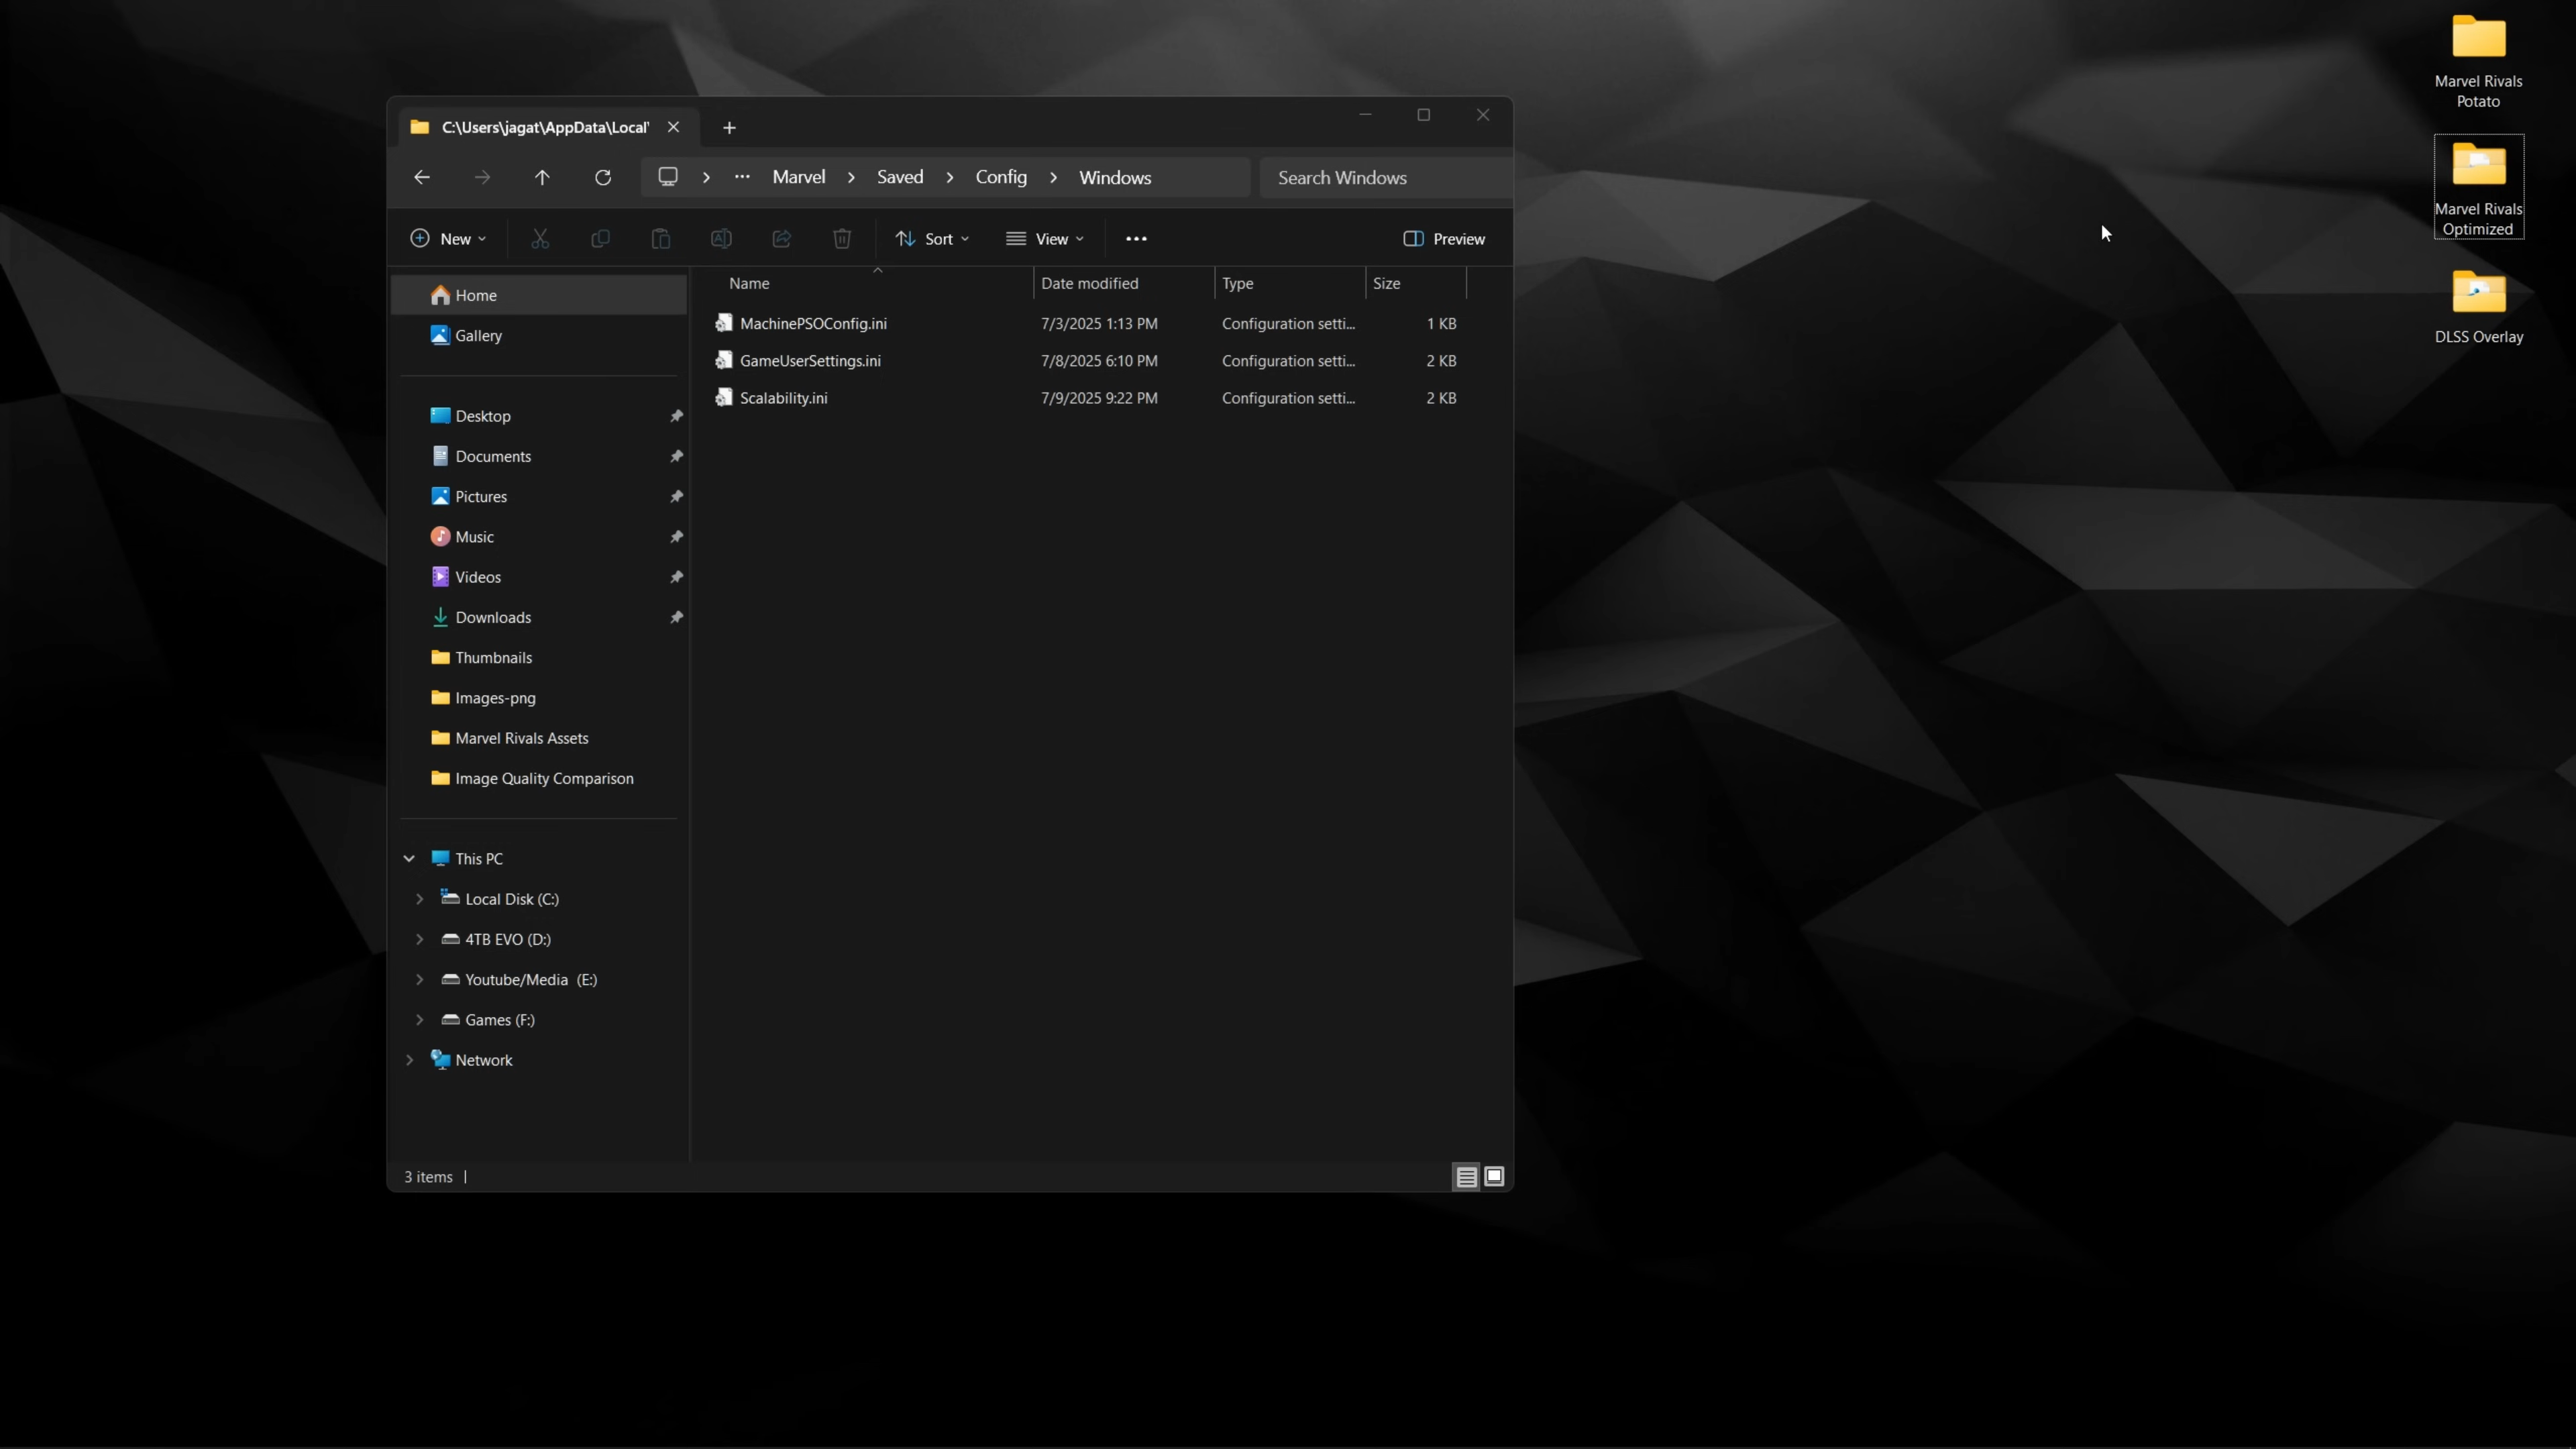 C:\Users\jagat\AppData\Local\
Marvel Saved Config Windows
Search Windows
New
Sort
View
Preview
Name Date modified Type Size
MachinePSOConfig.ini 7/3/2025 1:13 PM Configuration setti... 1 KB
GameUserSettings.ini 7/8/2025 6:10 PM Configuration setti... 2 KB
Scalability.ini 7/9/2025 9:22 PM Configuration setti... 2 KB
Home
Gallery
Desktop
Documents
Pictures
Music
Videos
Downloads
Thumbnails
Images-png
Marvel Rivals Assets
Image Quality Comparison
This PC
Local Disk (C:)
4TB EVO (D:)
Youtube/Media (E:)
Games (F:)
Network
3 items
Marvel Rivals
Potato
Marvel Rivals
Optimized
DLSS Overlay